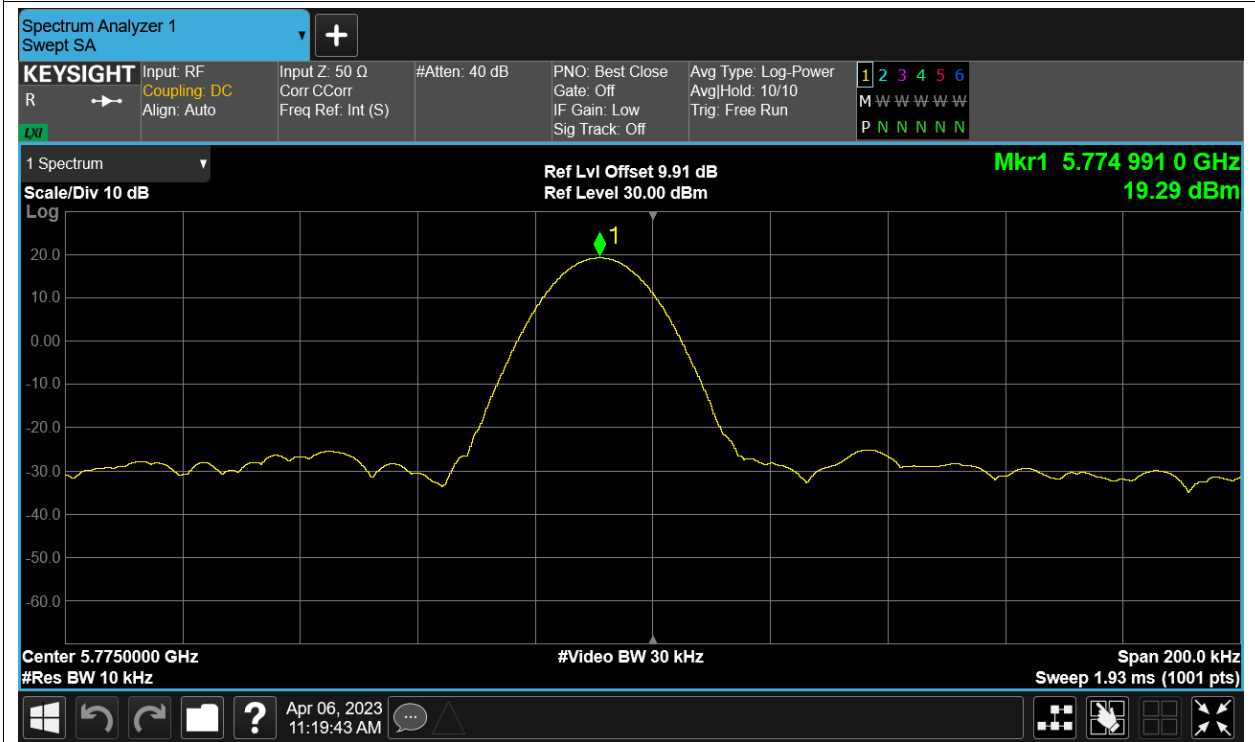 Spectrum Analyzer 1
Swept SA
+
KEYSIGHT
R
LXI
Input: RF
Coupling: DC
Align: Auto
Input Z: 50 Ω
Corr CCorr
Freq Ref: Int (S)
#Atten: 40 dB
PNO: Best Close
Gate: Off
IF Gain: Low
Sig Track: Off
Avg Type: Log-Power
Avg|Hold: 10/10
Trig: Free Run
1 2 3 4 5 6
M W W W W W
P N N N N N
1 Spectrum
Scale/Div 10 dB
Ref Lvl Offset 9.91 dB
Ref Level 30.00 dBm
Mkr1 5.774 991 0 GHz
19.29 dBm
Log
1
20.0
10.0
0.00
-10.0
-20.0
-30.0
-40.0
-50.0
-60.0
Center 5.7750000 GHz
#Video BW 30 kHz
Span 200.0 kHz
#Res BW 10 kHz
Sweep 1.93 ms (1001 pts)
?
Apr 06, 2023
11:19:43 AM